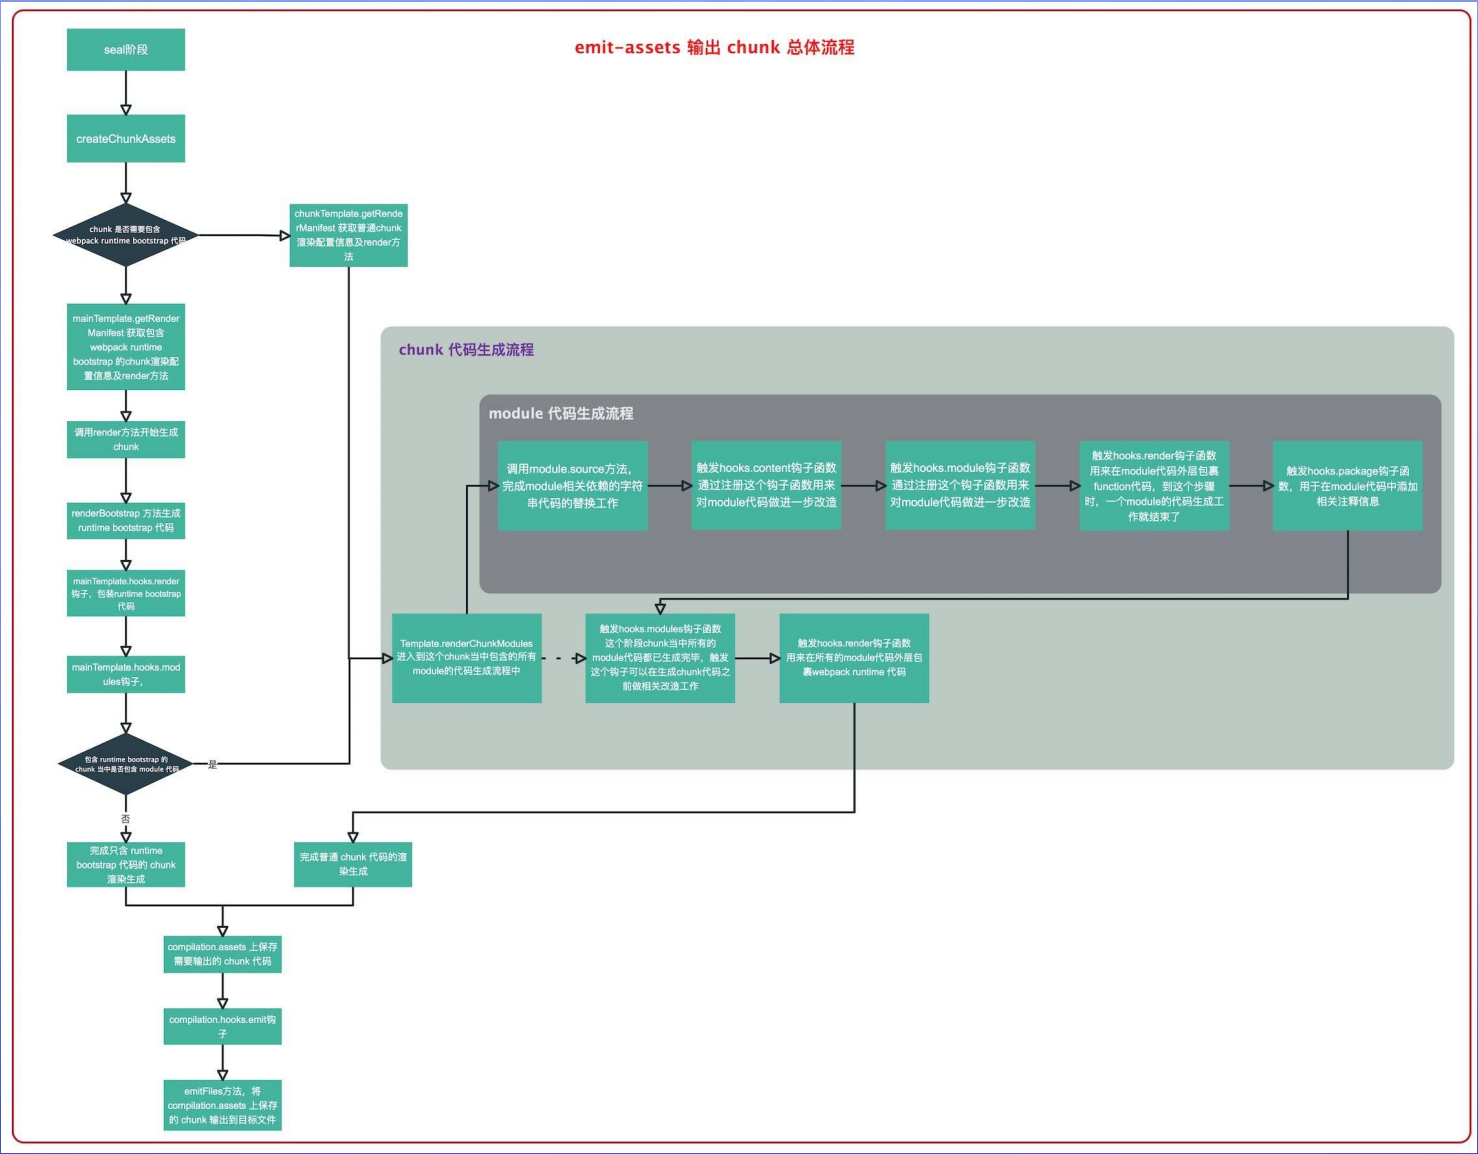 emit-assets 输出 chunk 总体流程
seal阶段
createChunkAssets
chunk 是否需要包含
webpack runtime bootstrap 代码
chunkTemplate.getRende
rManifest 获取普通chunk
渲染配置信息及render方
法
mainTemplate.getRender
Manifest 获取包含
webpack runtime
bootstrap 的chunk渲染配
置信息及render方法
调用render方法开始生成
chunk
renderBootstrap 方法生成
runtime bootstrap 代码
mainTemplate.hooks.render
钩子，包装runtime bootstrap
代码
mainTemplate.hooks.mod
ules钩子，
包含 runtime bootstrap 的
chunk 当中是否包含 module 代码
是
否
chunk 代码生成流程
module 代码生成流程
调用module.source方法，
完成module相关依赖的字符
串代码的替换工作
触发hooks.content钩子函数
通过注册这个钩子函数用来
对module代码做进一步改造
触发hooks.module钩子函数
通过注册这个钩子函数用来
对module代码做进一步改造
触发hooks.render钩子函数
用来在module代码外层包裹
function代码，到这个步骤
时，一个module的代码生成工
作就结束了
触发hooks.package钩子函
数，用于在module代码中添加
相关注释信息
Template.renderChunkModules
进入到这个chunk当中包含的所有
module的代码生成流程中
触发hooks.modules钩子函数
这个阶段chunk当中所有的
module代码都已生成完毕，触发
这个钩子可以在生成chunk代码之
前做相关改造工作
触发hooks.render钩子函数
用来在所有的module代码外层包
裹webpack runtime 代码
完成只含 runtime
bootstrap 代码的 chunk
渲染生成
完成普通 chunk 代码的渲
染生成
compilation.assets 上保存
需要输出的 chunk 代码
compilation.hooks.emit钩
子
emitFiles方法，将
compilation.assets 上保存
的 chunk 输出到目标文件